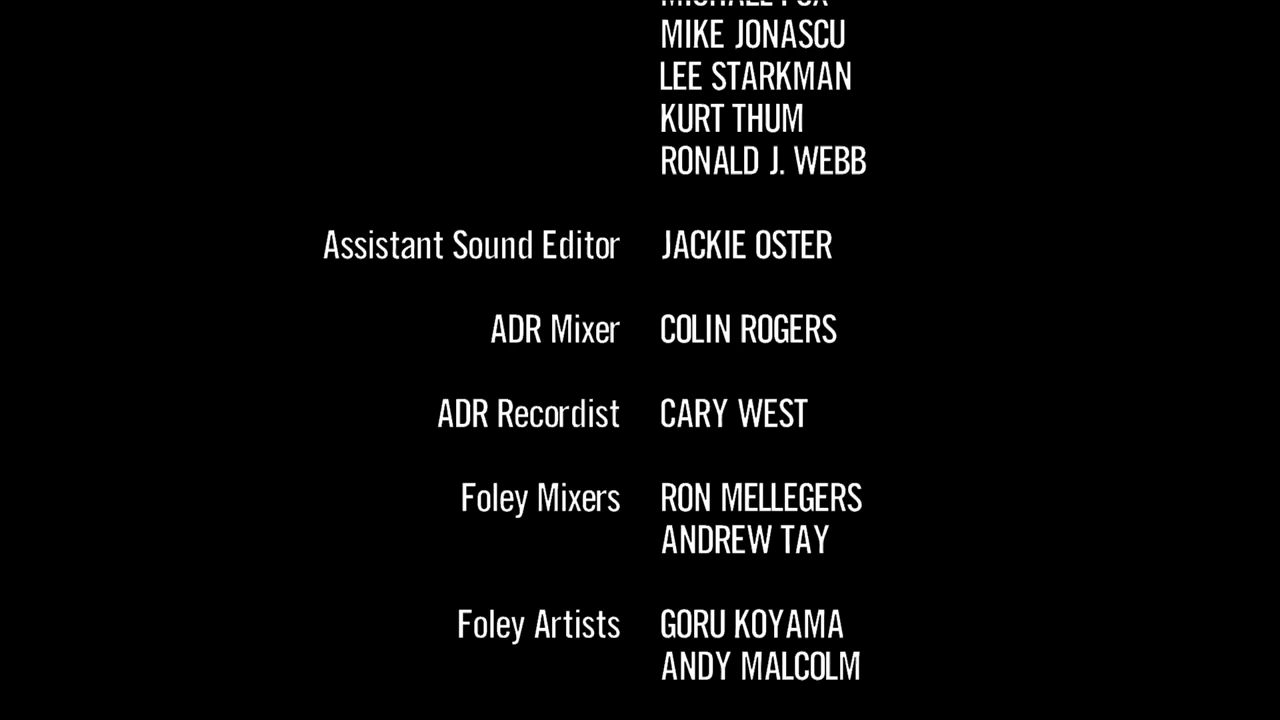 MIKE JONASCU
LEE STARKMAN
KURT THUM
RONALD J. WEBB
Assistant Sound Editor JACKIE OSTER
ADR Mixer COLIN ROGERS
ADR Recordist CARY WEST
Foley Mixers RON MELLEGERS
ANDREW TAY
Foley Artists GORU KOYAMA
ANDY MALCOLM